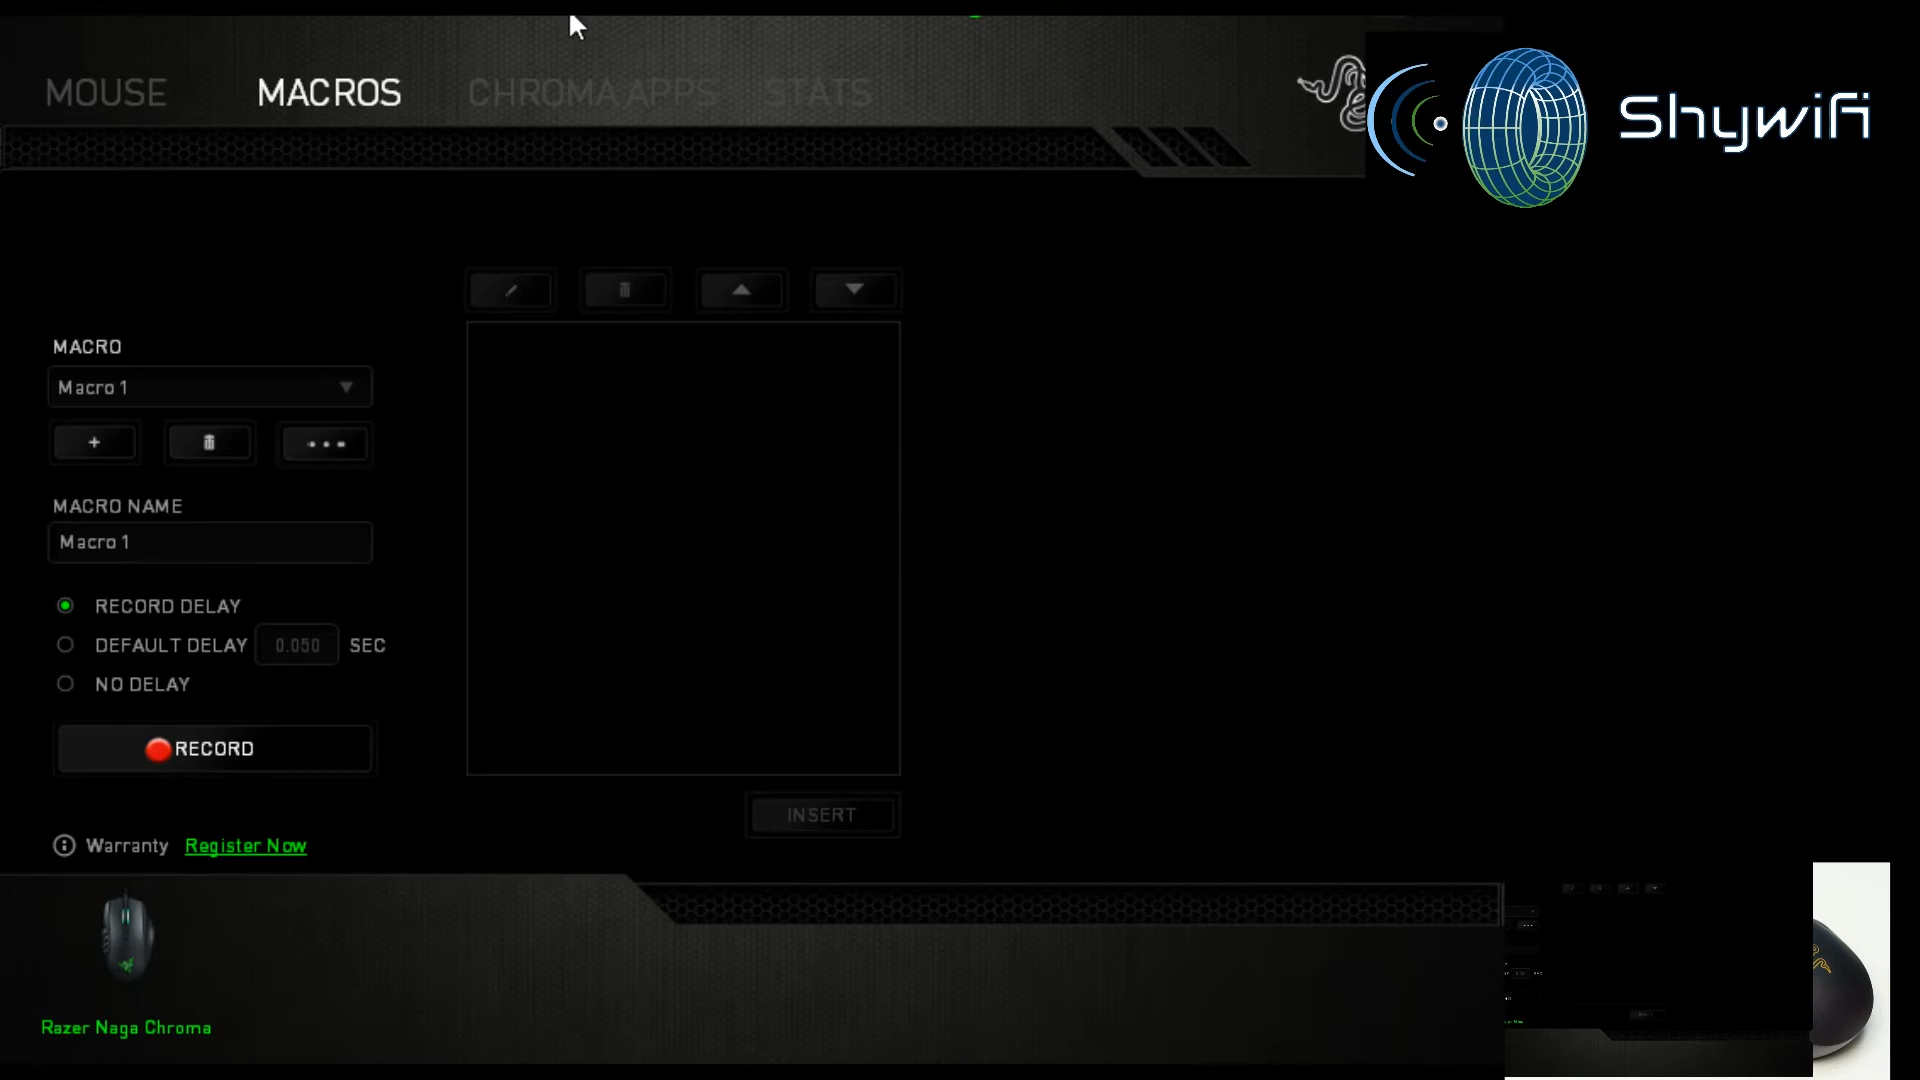 MOUSE MACROS CHROMA APPS STATS
Shywifi
MACRO
Macro 1
MACRO NAME
Macro 1
RECORD DELAY
DEFAULT DELAY 0.050 SEC
NO DELAY
RECORD
INSERT
Warranty Register Now
Razer Naga Chroma